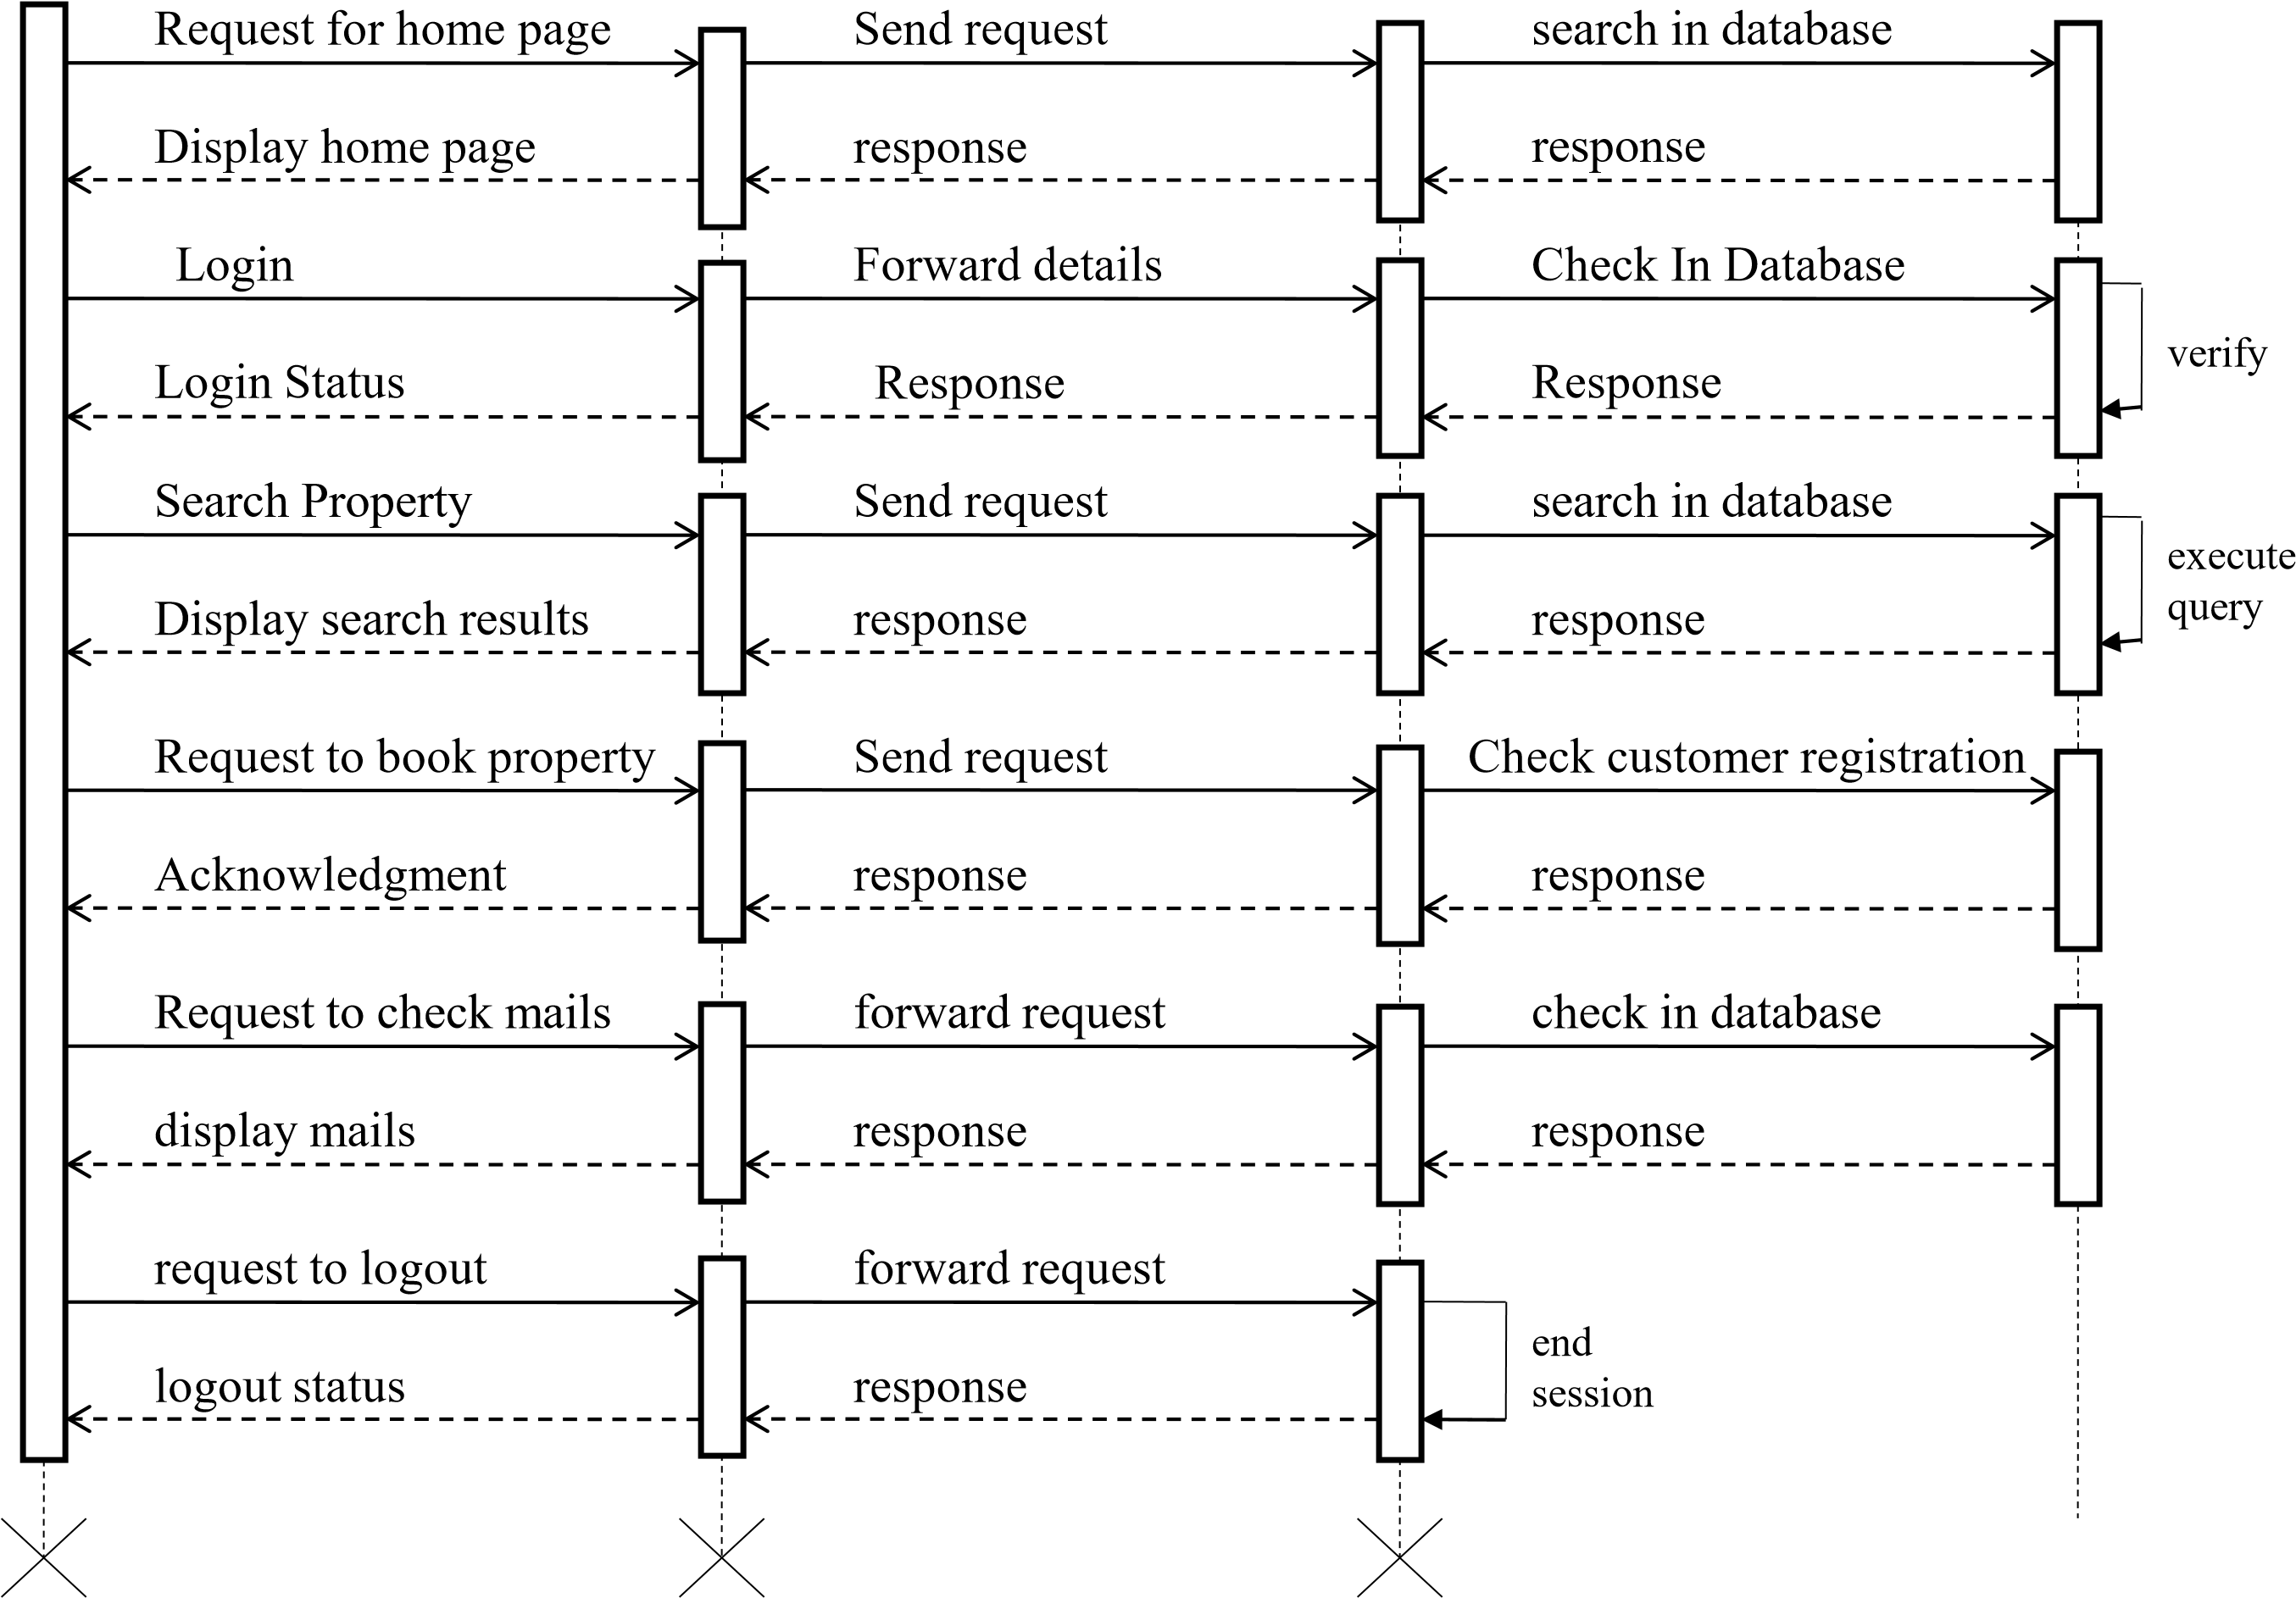 Request for home page
Send request
search in database
Display home page
response
response
Login
Forward details
Check In Database
verify
Login Status
Response
Response
Search Property
Send request
search in database
execute
query
Display search results
response
response
Request to book property
Send request
Check customer registration
Acknowledgment
response
response
Request to check mails
forward request
check in database
display mails
response
response
request to logout
forward request
end
session
logout status
response